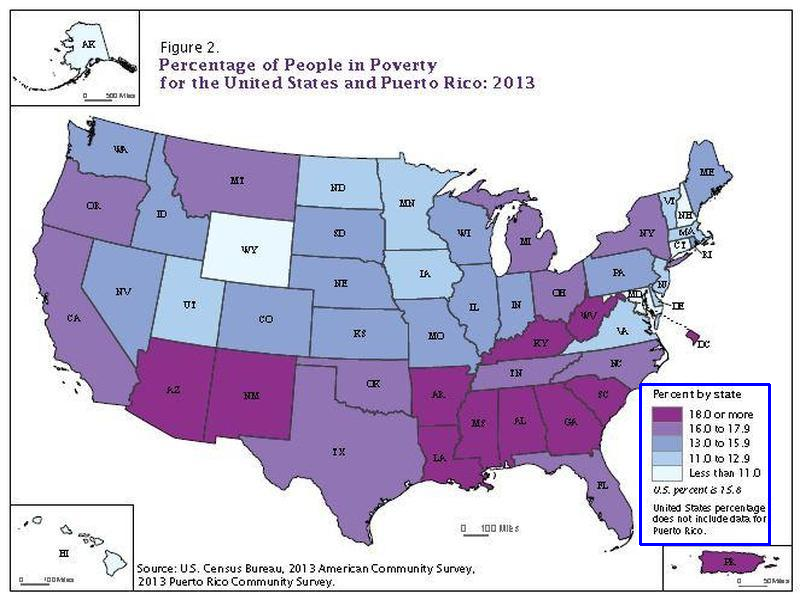 AK
0 500 Miles
Figure 2.
Percentage of People in Poverty
for the United States and Puerto Rico: 2013
WA
MT
ND
MN
ME
VT
NH
OR
ID
SD
WI
MI
NY
MA
CT
RI
WY
IA
PA
NJ
NV
UT
NE
IL
IN
OH
MD
DE
CA
CO
KS
MO
KY
WV
VA
DC
AZ
NM
OK
AR
TN
NC
MS
AL
GA
SC
TX
LA
FL
Percent by state
18.0 or more
16.0 to 17.9
13.0 to 15.9
11.0 to 12.9
Less than 11.0
U.S. percent is 15.8
United States percentage
does not include data for
Puerto Rico.
0 100 Miles
HI
0 100 Miles
PR
0 50 Miles
Source: U.S. Census Bureau, 2013 American Community Survey,
2013 Puerto Rico Community Survey.